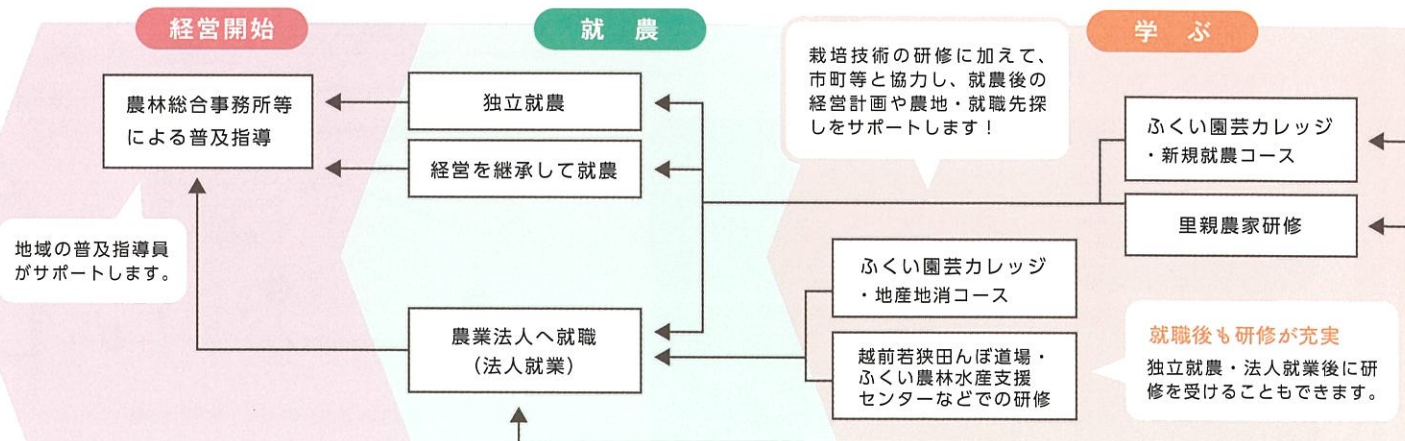 経営開始
就 農
学 ぶ
農林総合事務所等
による普及指導
地域の普及指導員
がサポートします。
独立就農
経営を継承して就農
農業法人へ就職
(法人就業)
栽培技術の研修に加えて、
市町等と協力し、就農後の
経営計画や農地・就職先探
しをサポートします!
ふくい園芸カレッジ
・新規就農コース
里親農家研修
ふくい園芸カレッジ
・地産地消コース
越前若狭田んぼ道場・
ふくい農林水産支援
センターなどでの研修
就職後も研修が充実
独立就農・法人就業後に研
修を受けることもできます。